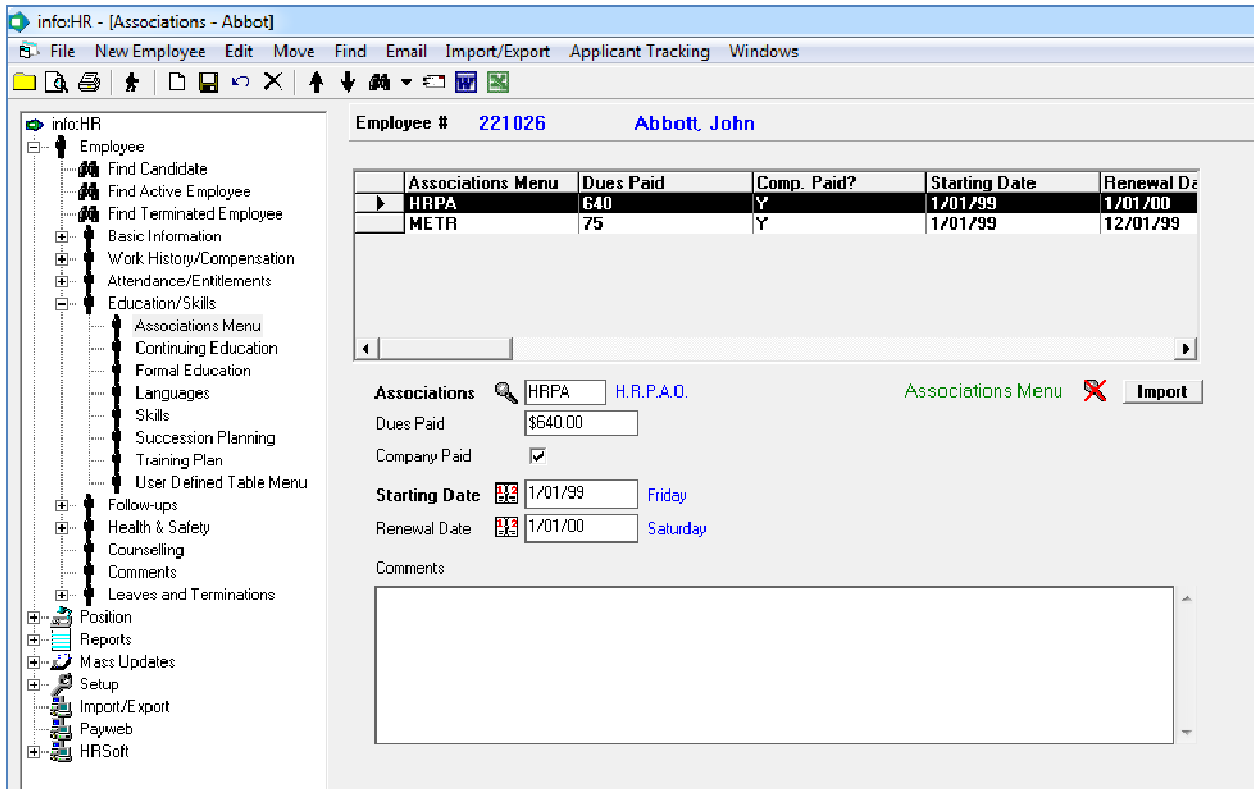 info:HR - [Associations - Abbot]
File New Employee Edit Move Find Email Import/Export Applicant Tracking Windows
info:HR
Employee
Find Candidate
Find Active Employee
Find Terminated Employee
Basic Information
Work History/Compensation
Attendance/Entitlements
Education/Skills
Associations Menu
Continuing Education
Formal Education
Languages
Skills
Succession Planning
Training Plan
User Defined Table Menu
Follow-ups
Health & Safety
Counselling
Comments
Leaves and Terminations
Position
Reports
Mass Updates
Setup
Import/Export
Payweb
HRSoft
Employee # 221026 Abbott, John
Associations Menu Dues Paid Comp. Paid? Starting Date Renewal Da
HRPA 640 Y 1/01/99 1/01/00
METR 75 Y 1/01/99 12/01/99
Associations HRPA H.R.P.A.O. Associations Menu Import
Dues Paid $640.00
Company Paid
Starting Date 1/01/99 Friday
Renewal Date 1/01/00 Saturday
Comments